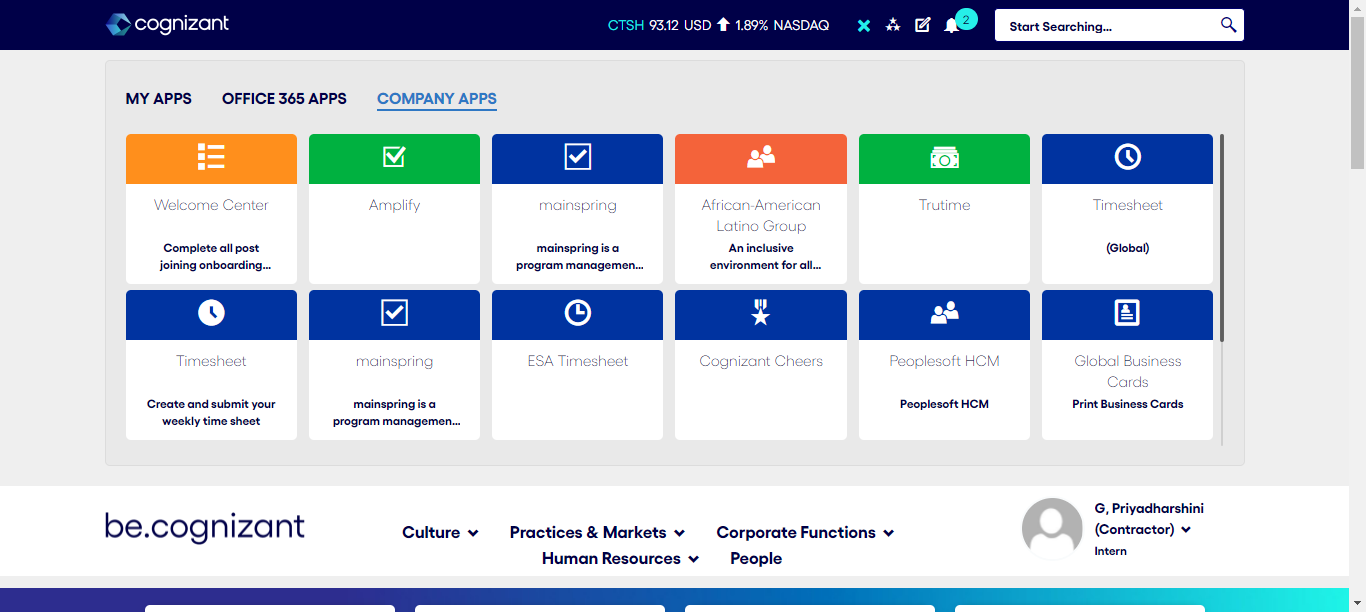 cognizant
CTSH 93.12 USD 1.89% NASDAQ
2
Start Searching...
MY APPS
OFFICE 365 APPS
COMPANY APPS
Welcome Center
Complete all post
joining onboarding...
Amplify
mainspring
mainspring is a
program managemen...
African-American
Latino Group
An inclusive
environment for all...
Trutime
Timesheet
(Global)
Timesheet
Create and submit your
weekly time sheet
mainspring
mainspring is a
program managemen...
ESA Timesheet
Cognizant Cheers
Peoplesoft HCM
Peoplesoft HCM
Global Business
Cards
Print Business Cards
be.cognizant
Culture
Practices & Markets
Corporate Functions
Human Resources
People
G, Priyadharshini
(Contractor)
Intern